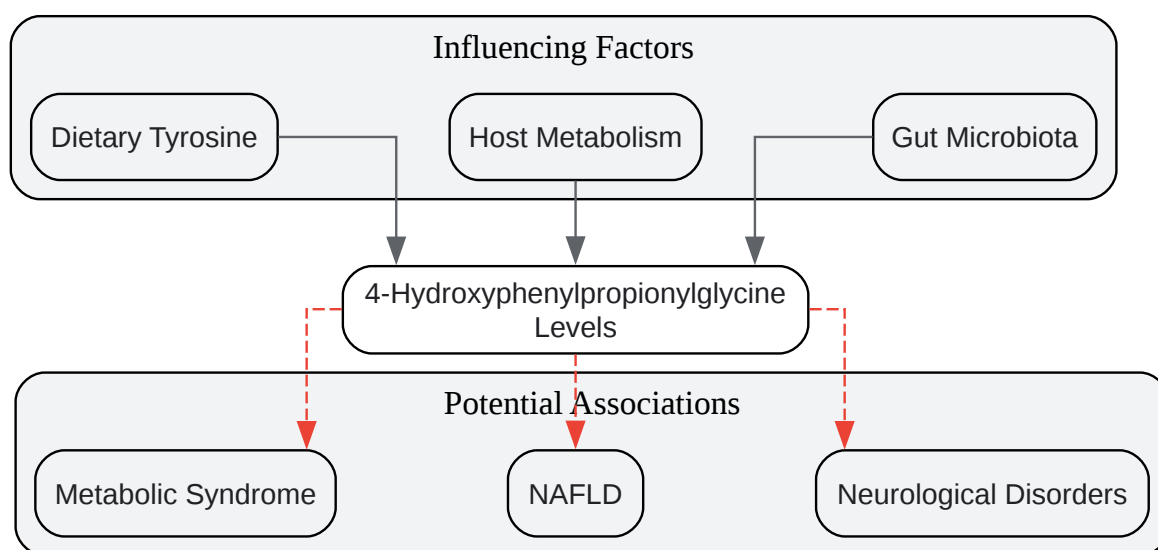 Influencing Factors
Dietary Tyrosine
Host Metabolism
Gut Microbiota
4-Hydroxyphenylpropionylglycine
Levels
Potential Associations
Metabolic Syndrome
NAFLD
Neurological Disorders